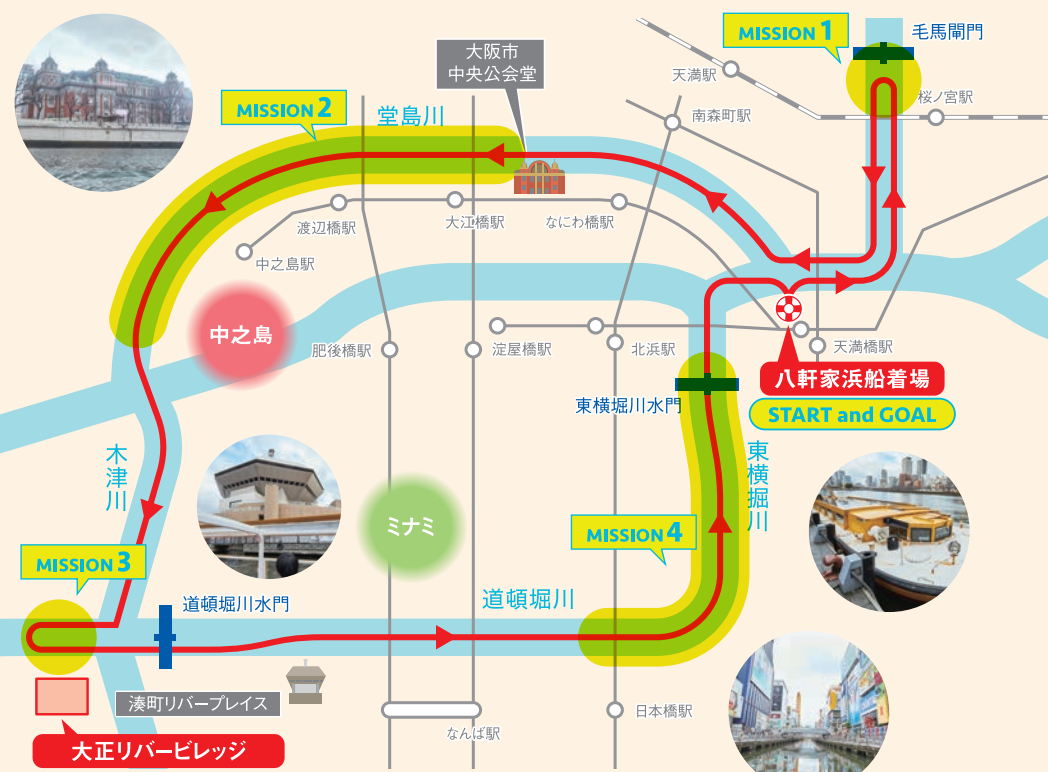 MISSION 1
毛馬閘門
大阪市
中央公会堂
天満駅
桜ノ宮駅
MISSION 2
堂島川
南森町駅
渡辺橋駅
大江橋駅
なにわ橋駅
中之島駅
中之島
肥後橋駅
淀屋橋駅
北浜駅
天満橋駅
八軒家浜船着場
START and GOAL
東横堀川水門
東横掘川
木津川
ミナミ
MISSION 4
MISSION 3
道頓堀川水門
道頓堀川
湊町リバープレイス
大正リバービレッジ
なんば駅
日本橋駅